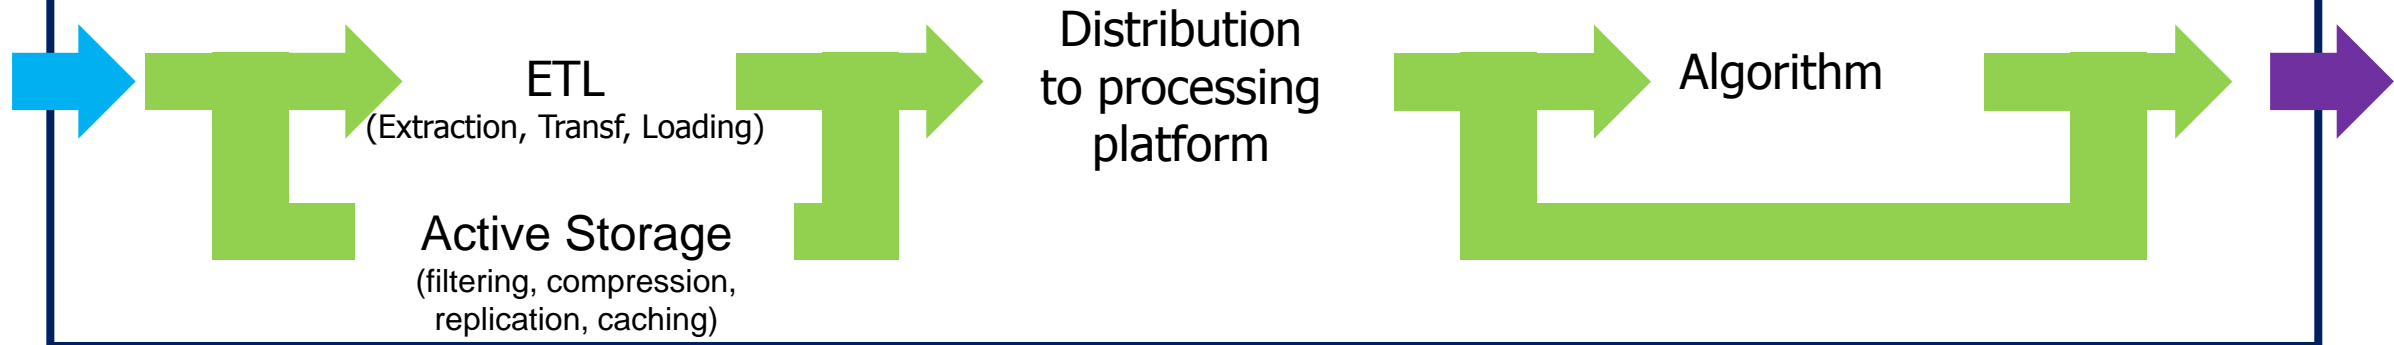 ETL
(Extraction, Transf, Loading)
Active Storage
(filtering, compression,
replication, caching)
Distribution
to processing
platform
Algorithm